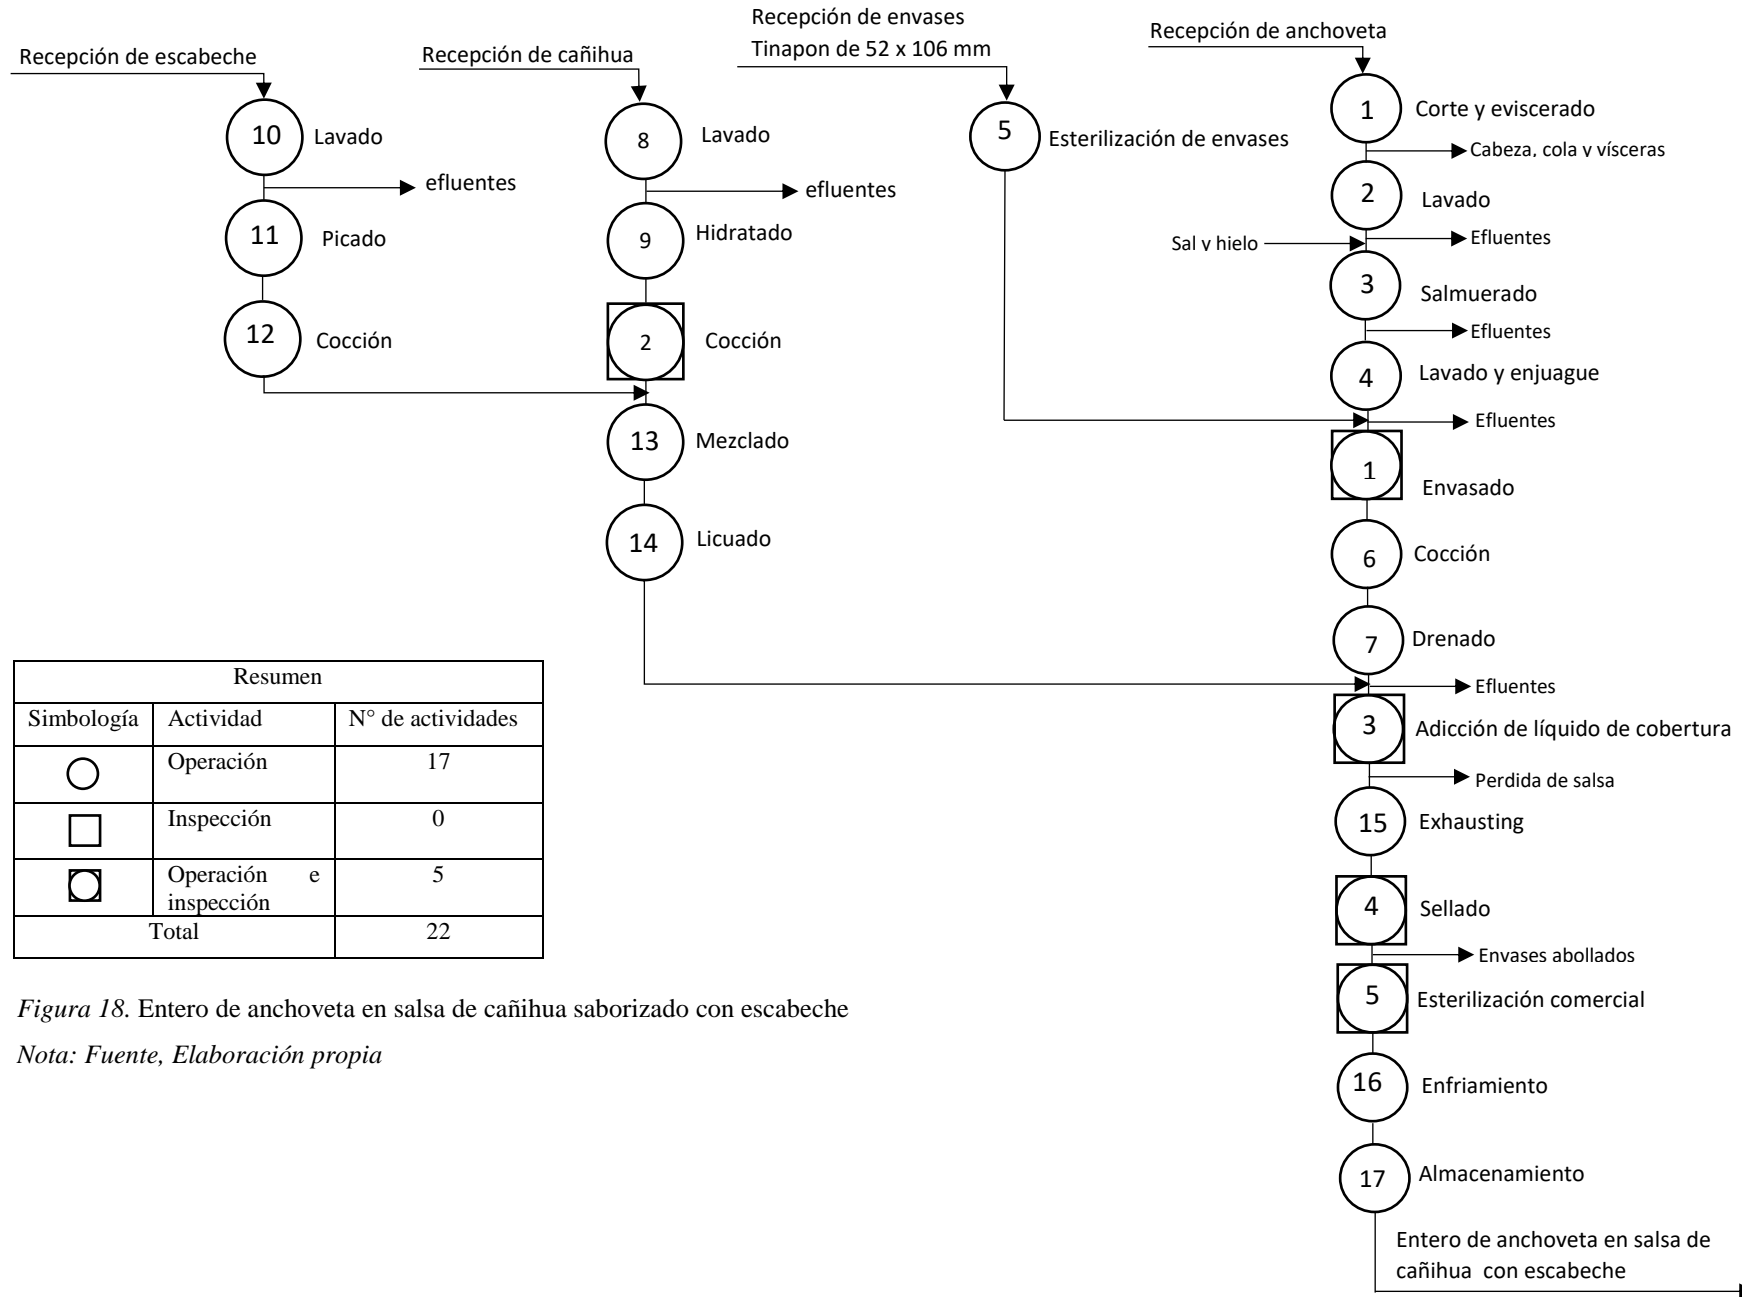 Recepción de escabeche
10
Lavado
efluentes
11
Picado
12
Cocción
Recepción de cañihua
8
Lavado
efluentes
9
Hidratado
2
Cocción
13
Mezclado
14
Licuado
Recepción de envases
Tinapon de 52 x 106 mm
5
Esterilización de envases
Recepción de anchoveta
1
Corte y eviscerado
Cabeza, cola y vísceras
2
Lavado
Sal y hielo
Efluentes
3
Salmuerado
Efluentes
4
Lavado y enjuague
Efluentes
1
Envasado
6
Cocción
7
Drenado
Efluentes
3
Adicción de líquido de cobertura
Perdida de salsa
15
Exhausting
4
Sellado
Envases abollados
5
Esterilización comercial
16
Enfriamiento
17
Almacenamiento
Entero de anchoveta en salsa de
cañihua con escabeche
Resumen
Simbología Actividad N° de actividades
Operación 17
Inspección 0
Operación e 5
inspección
Total 22
Figura 18. Entero de anchoveta en salsa de cañihua saborizado con escabeche
Nota: Fuente, Elaboración propia